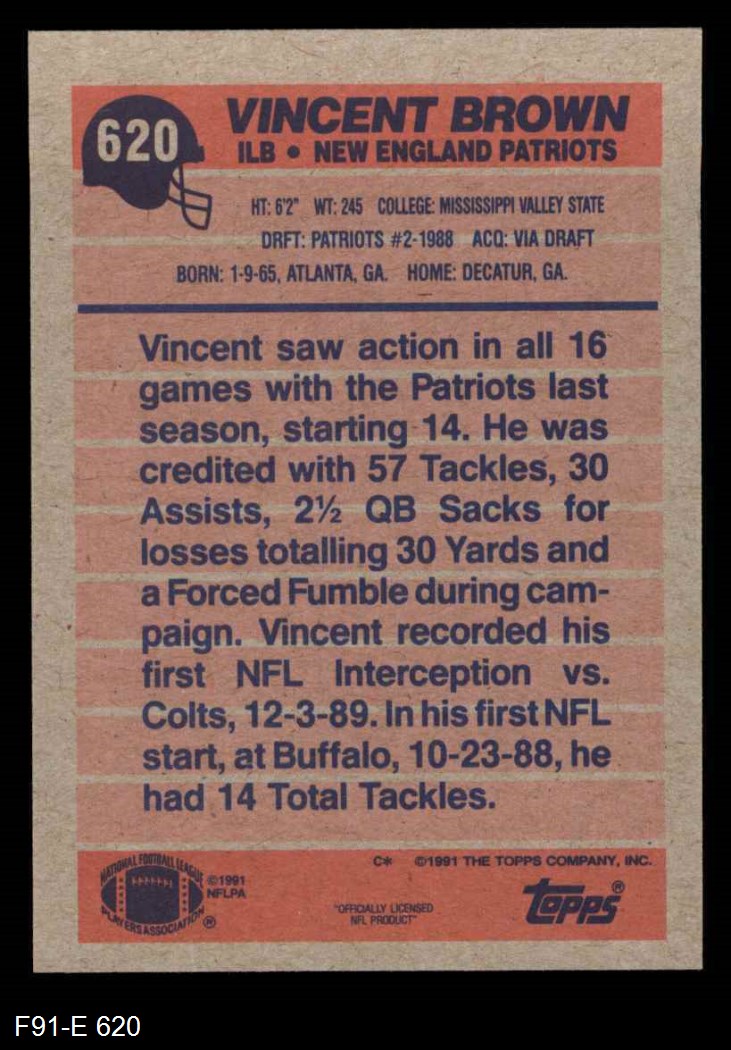 620
VINCENT BROWN
ILB • NEW ENGLAND PATRIOTS
HT: 6'2" WT: 245 COLLEGE: MISSISSIPPI VALLEY STATE
DRFT: PATRIOTS #2-1988 ACQ: VIA DRAFT
BORN: 1-9-65, ATLANTA, GA. HOME: DECATUR, GA.
Vincent saw action in all 16
games with the Patriots last
season, starting 14. He was
credited with 57 Tackles, 30
Assists, 2½ QB Sacks for
losses totalling 30 Yards and
a Forced Fumble during cam-
paign. Vincent recorded his
first NFL Interception vs.
Colts, 12-3-89. In his first NFL
start, at Buffalo, 10-23-88, he
had 14 Total Tackles.
NATIONAL FOOTBALL LEAGUE
PLAYERS ASSOCIATION ®
©1991
NFLPA
C* ©1991 THE TOPPS COMPANY, INC.
"OFFICIALLY LICENSED
NFL PRODUCT"
topps®
F91-E 620